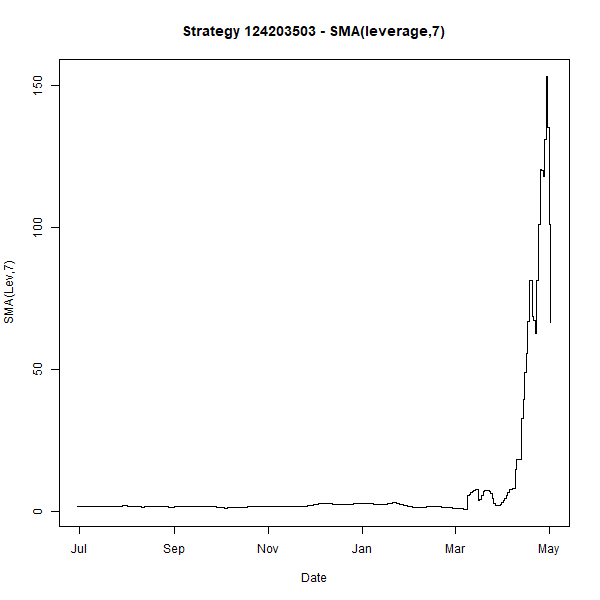 Strategy 124203503 - SMA(leverage,7)
SMA(Lev,7)
150
100
50
0
Jul Sep Nov Jan Mar May
Date